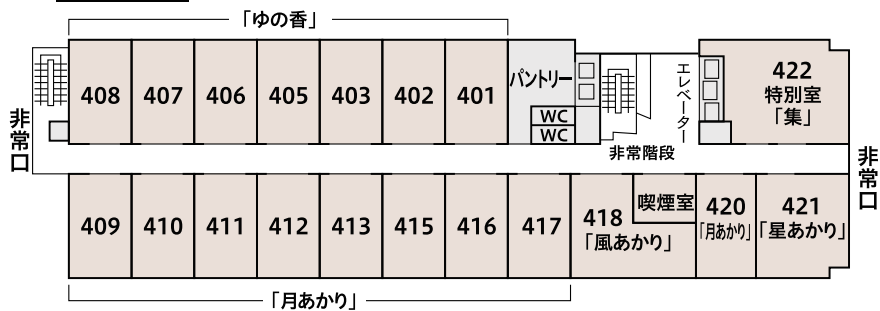 「ゆの香」
408
407
406
405
403
402
401
パントリー
WC
WC
エレベーター
422
特別室
「集」
非常口
非常階段
非常口
409
410
411
412
413
415
416
417
418
「風あかり」
喫煙室
420
「月あかり」
421
「星あかり」
「月あかり」